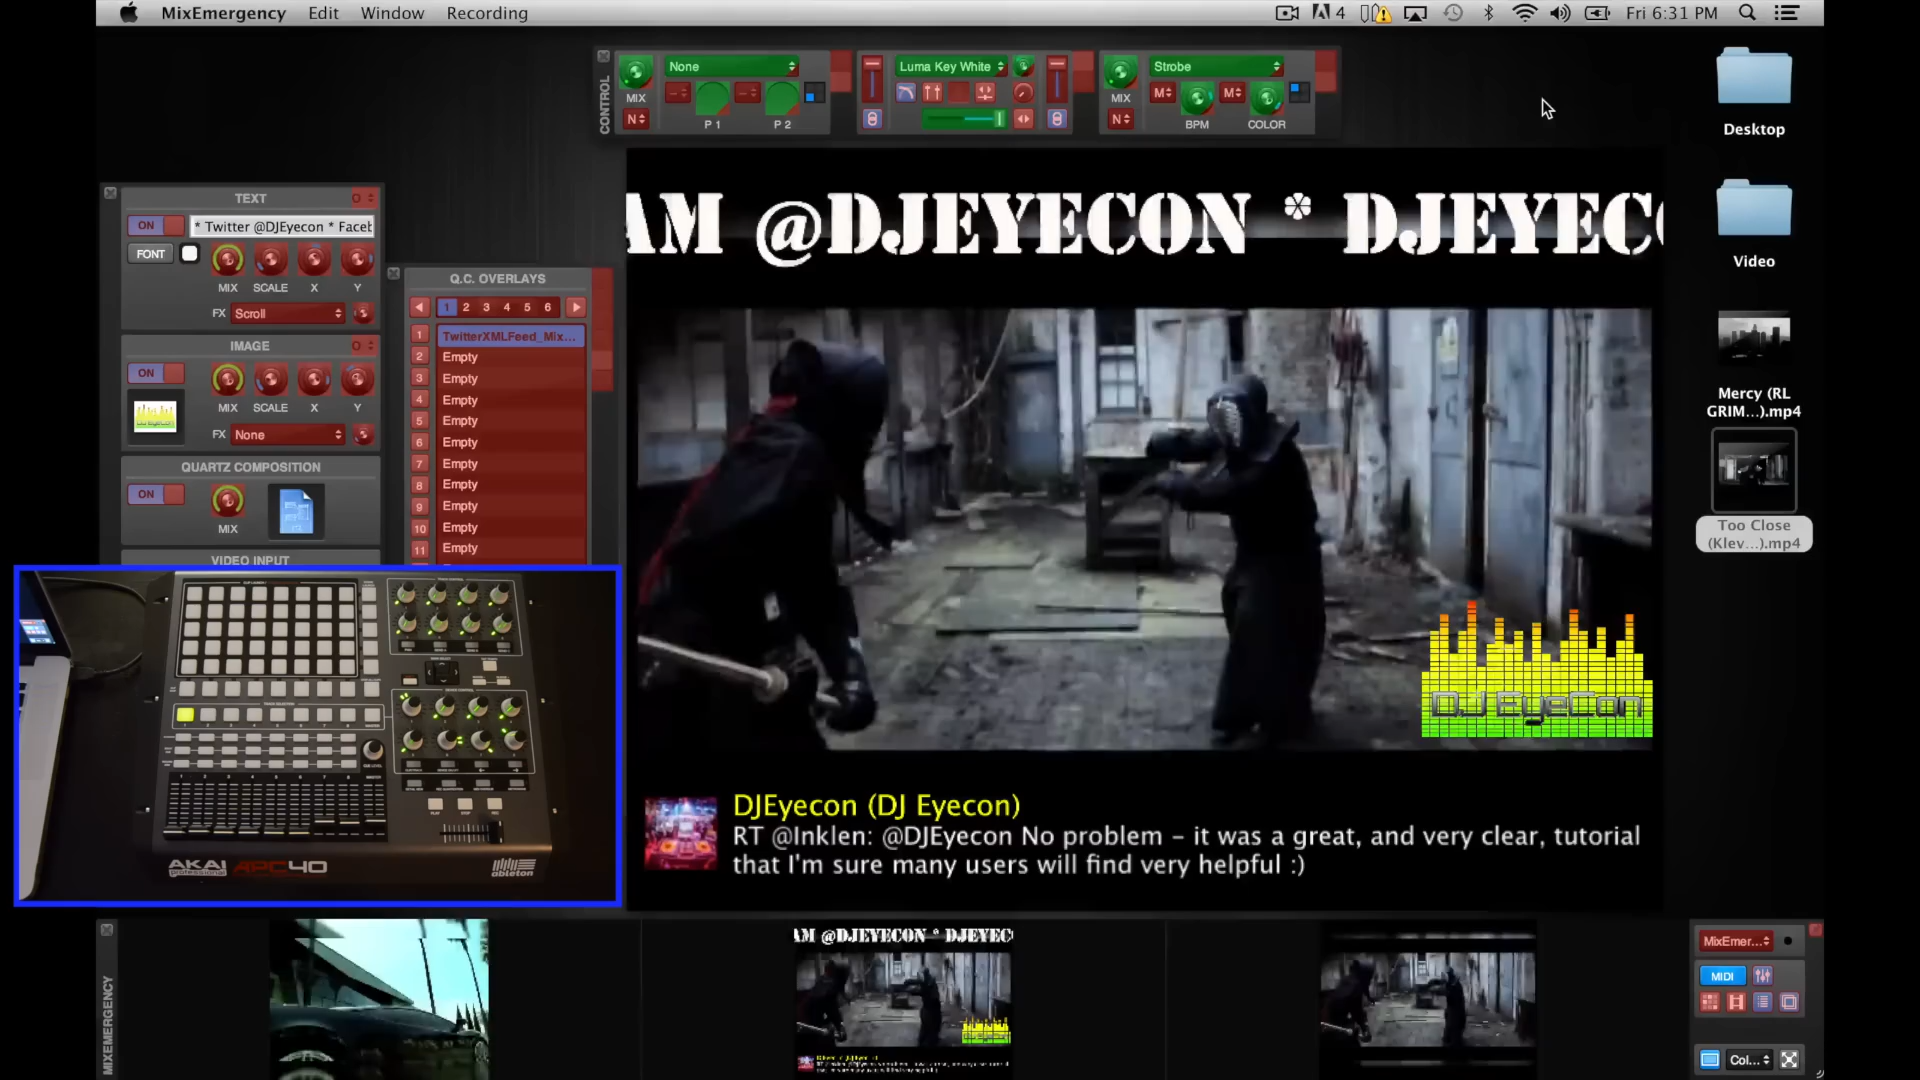 MixEmergency Edit Window Recording
4 Fri 6:31 PM
CONTROL
None
MIX
N
P 1 P 2
Luma Key White
Strobe
MIX
M M
N
BPM COLOR
Desktop
Video
Mercy (RL
GRIM...).mp4
Too Close
(Klev...).mp4
TEXT
O
ON * Twitter @DJEyecon * Faceb
FONT
MIX SCALE X Y
FX Scroll
IMAGE
O
ON
MIX SCALE X Y
FX None
QUARTZ COMPOSITION
ON
MIX
VIDEO INPUT
Q.C. OVERLAYS
1 2 3 4 5 6
1 TwitterXMLFeed_Mix...
2 Empty
3 Empty
4 Empty
5 Empty
6 Empty
7 Empty
8 Empty
9 Empty
10 Empty
11 Empty
AM @DJEYECON * DJEYEC
DJ EyeCon
DJEyecon (DJ Eyecon)
RT @Inklen: @DJEyecon No problem – it was a great, and very clear, tutorial
that I'm sure many users will find very helpful :)
AKAI professional APC40
ableton
MIXEMERGENCY
AM @DJEYECON * DJEYEC
MixEmer...
MIDI
Col...